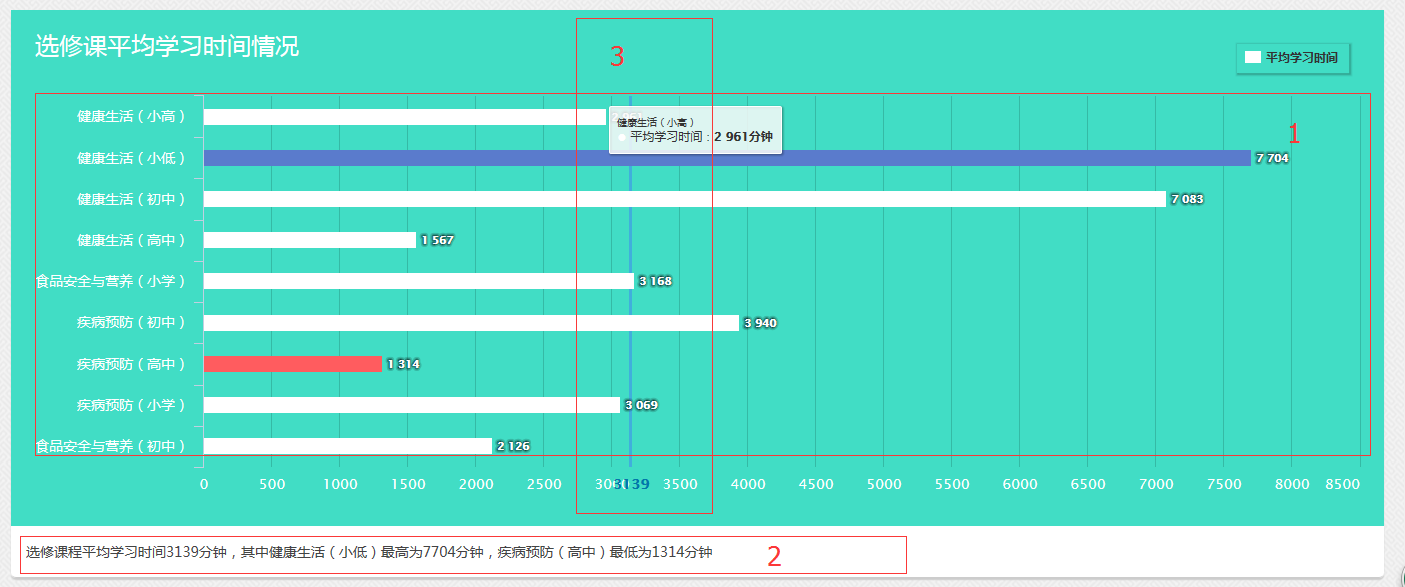 选修课平均学习时间情况
3
平均学习时间
健康生活（小高）
健康生活（小高）
平均学习时间：2 961分钟
1
健康生活（小低）
7 704
健康生活（初中）
7 083
健康生活（高中）
1 567
食品安全与营养（小学）
3 168
疾病预防（初中）
3 940
疾病预防（高中）
1 314
疾病预防（小学）
3 069
食品安全与营养（初中）
2 126
0 500 1000 1500 2000 2500 3139 3500 4000 4500 5000 5500 6000 6500 7000 7500 8000 8500
选修课程平均学习时间3139分钟，其中健康生活（小低）最高为7704分钟，疾病预防（高中）最低为1314分钟
2